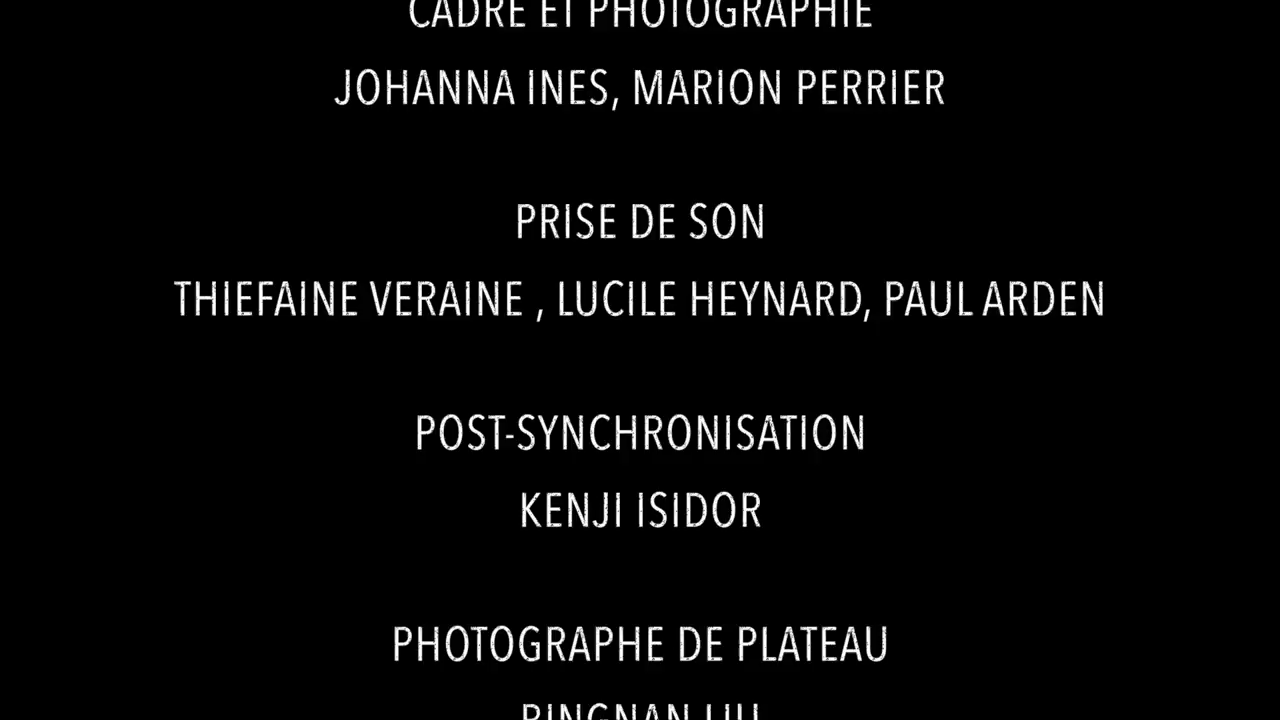 CADRE ET PHOTOGRAPHIE
JOHANNA INES, MARION PERRIER
PRISE DE SON
THIEFAINE VERAINE , LUCILE HEYNARD, PAUL ARDEN
POST-SYNCHRONISATION
KENJI ISIDOR
PHOTOGRAPHE DE PLATEAU